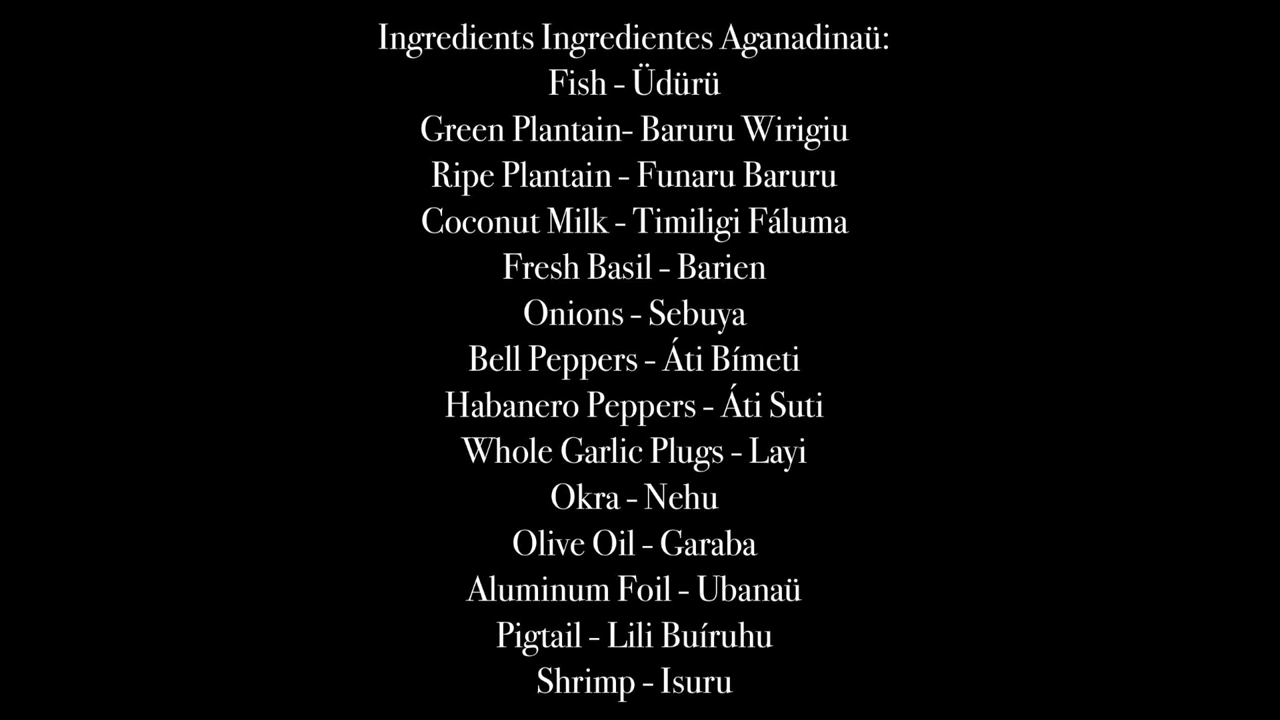 Ingredients Ingredientes Aganadinaü:
Fish - Üdürü
Green Plantain- Baruru Wirigiu
Ripe Plantain - Funaru Baruru
Coconut Milk - Timiligi Fáluma
Fresh Basil - Barien
Onions - Sebuya
Bell Peppers - Áti Bímeti
Habanero Peppers - Áti Suti
Whole Garlic Plugs - Layi
Okra - Nehu
Olive Oil - Garaba
Aluminum Foil - Ubanaü
Pigtail - Lili Buíruhu
Shrimp - Isuru